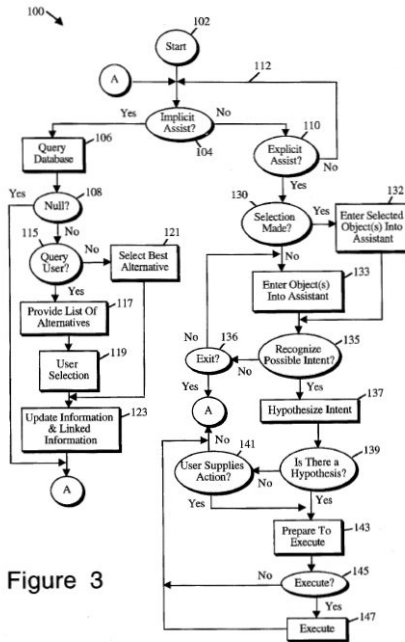 100
102
Start
A
112
Yes
Implicit
Assist?
No
104
110
Query
Database
106
Explicit
Assist?
No
Yes
Null?
108
Yes
No
130
Selection
Made?
Yes
132
Enter Selected
Object(s) Into
Assistant
115
Query
User?
No
121
Select Best
Alternative
No
133
Enter Object(s)
Into Assistant
Yes
117
Provide List Of
Alternatives
No
136
Exit?
No
135
Recognize
Possible Intent?
119
User
Selection
Yes
Yes
137
Hypothesize Intent
123
Update Information
& Linked
Information
A
No
141
User Supplies
Action?
No
139
Is There a
Hypothesis?
A
Yes
Yes
143
Prepare To
Execute
Figure 3
No
145
Execute?
Yes
147
Execute